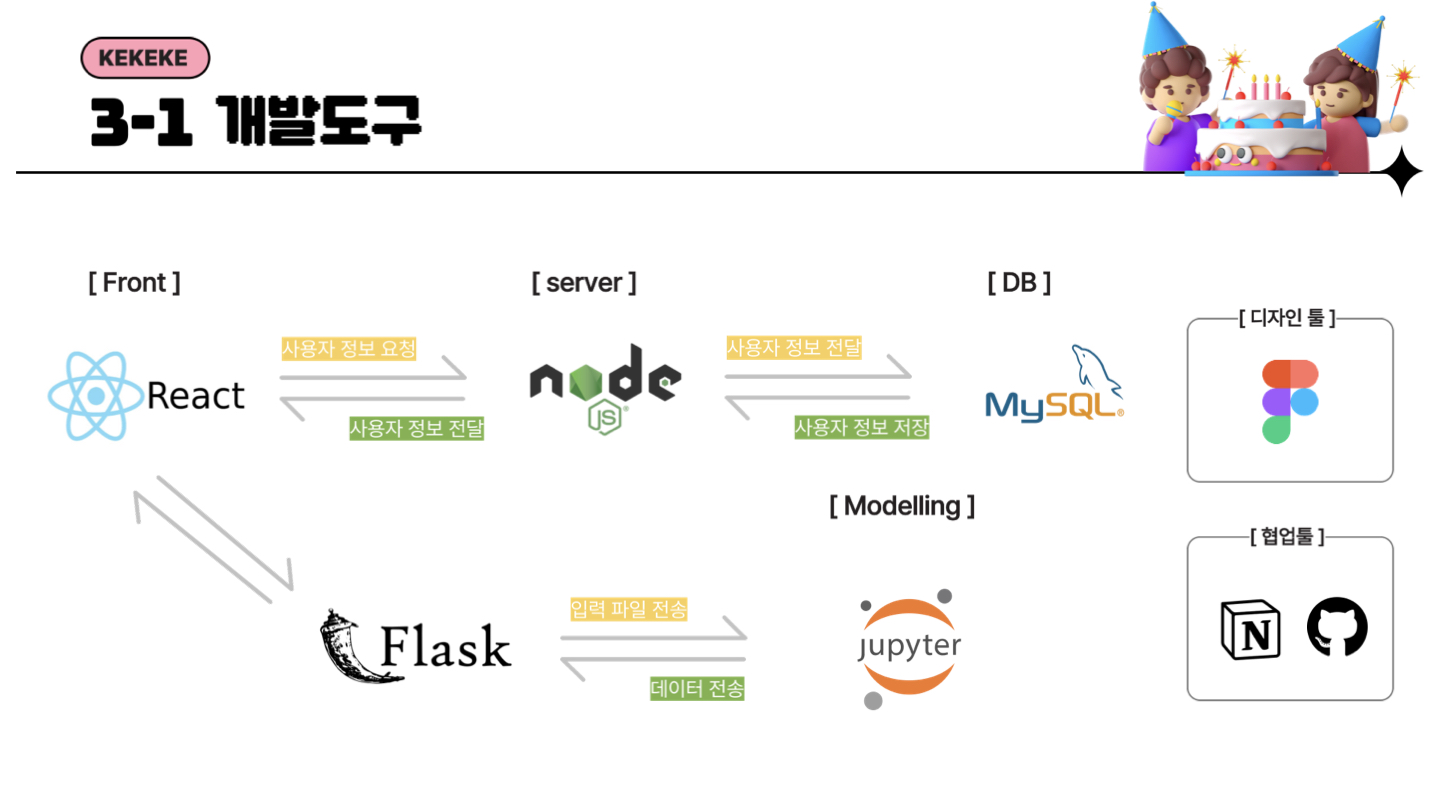 KEKEKE
3-1 개발도구
[ Front ]
[ server ]
[ DB ]
[ 디자인 툴 ]
사용자 정보 요청
사용자 정보 전달
React
node
JS
사용자 정보 전달
사용자 정보 저장
MySQL®
[ Modelling ]
[ 협업툴 ]
Flask
입력 파일 전송
데이터 전송
jupyter
N